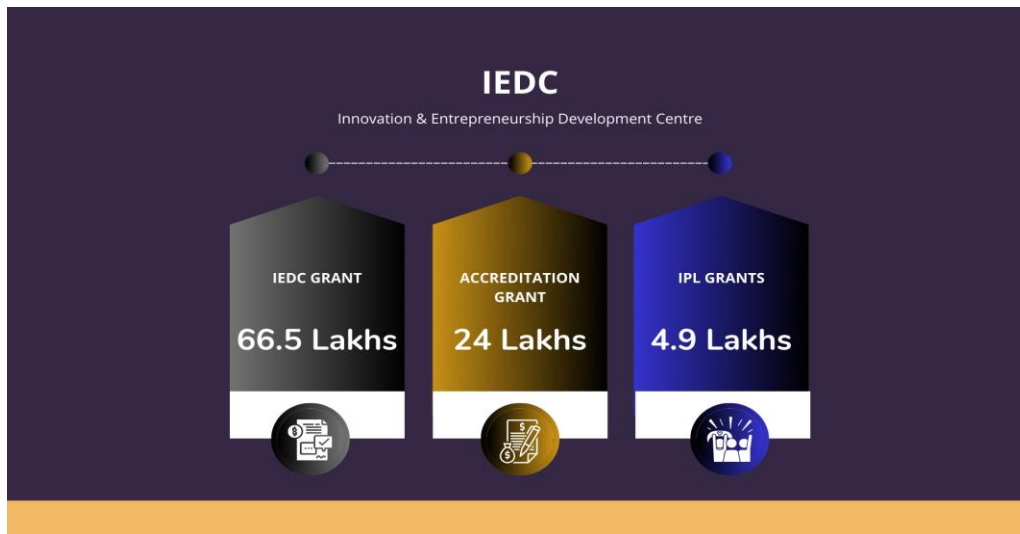 IEDC
Innovation & Entrepreneurship Development Centre
IEDC GRANT
66.5 Lakhs
ACCREDITATION
GRANT
24 Lakhs
IPL GRANTS
4.9 Lakhs